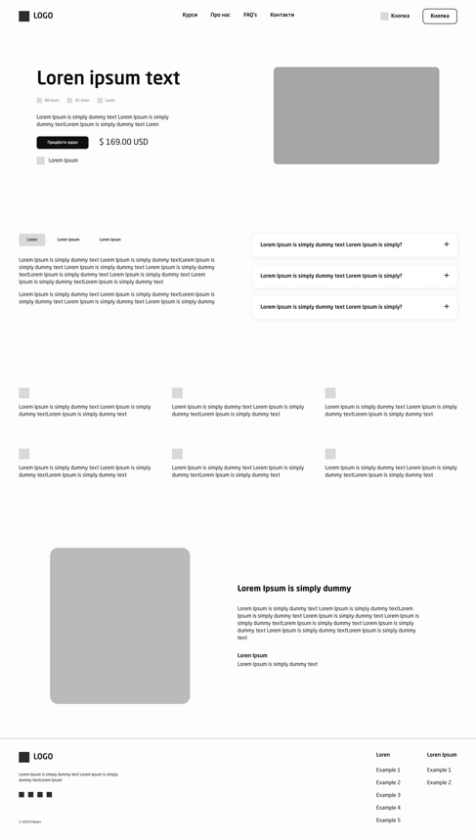 LOGO
Курси
Про нас
FAQ's
Контакти
Кнопка
Кнопка
Loren ipsum text
Loren
Lorem Ipsum is simply dummy text Lorem Ipsum is simply
dummy textLorem Ipsum is simply dummy text Loren
Придбати зараз
$ 169.00 USD
Loren Ipsum
Loren
Loren Ipsum
Loren Ipsum
Lorem Ipsum is simply dummy text Lorem Ipsum is simply dummy textLorem Ipsum is
simply dummy text Lorem Ipsum is simply dummy text Lorem Ipsum is simply dummy
textLorem Ipsum is simply dummy text Lorem Ipsum is simply dummy text Lorem
Ipsum is simply dummy textLorem Ipsum is simply dummy text
Lorem Ipsum is simply dummy text Lorem Ipsum is simply dummy textLorem Ipsum is
simply dummy text Lorem Ipsum is simply dummy text Lorem Ipsum is simply dummy
Lorem Ipsum is simply dummy text Lorem Ipsum is simply?
+
Lorem Ipsum is simply dummy text Lorem Ipsum is simply?
+
Lorem Ipsum is simply dummy text Lorem Ipsum is simply?
+
Lorem Ipsum is simply dummy text Lorem Ipsum is simply
dummy textLorem Ipsum is simply dummy text
Lorem Ipsum is simply dummy text Lorem Ipsum is simply
dummy textLorem Ipsum is simply dummy text
Lorem Ipsum is simply dummy text Lorem Ipsum is simply
dummy textLorem Ipsum is simply dummy text
Lorem Ipsum is simply dummy text Lorem Ipsum is simply
dummy textLorem Ipsum is simply dummy text
Lorem Ipsum is simply dummy text Lorem Ipsum is simply
dummy textLorem Ipsum is simply dummy text
Lorem Ipsum is simply dummy text Lorem Ipsum is simply
dummy textLorem Ipsum is simply dummy text
Lorem Ipsum is simply dummy
Lorem Ipsum is simply dummy text Lorem Ipsum is simply dummy textLorem
Ipsum is simply dummy text Lorem Ipsum is simply dummy text Lorem Ipsum is
simply dummy textLorem Ipsum is simply dummy text Lorem Ipsum is simply
dummy text Lorem Ipsum is simply dummy textLorem Ipsum is simply dummy
text
Loren Ipsum
Lorem Ipsum is simply dummy text
LOGO
Lorem Ipsum is simply dummy text Lorem Ipsum is simply
dummy textLorem Ipsum
Loren
Example 1
Example 2
Example 3
Example 4
Example 5
Loren Ipsum
Example 1
Example 2